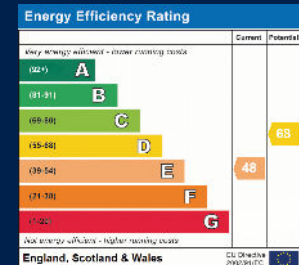 Energy Efficiency Rating
Current Potential
Very energy efficient - lower running costs
(92+) A
(81-91) B
(69-80) C
(55-68) D
68
(39-54) E
48
(21-38) F
(1-20) G
Not energy efficient - higher running costs
England, Scotland & Wales
EU Directive
2002/91/EC